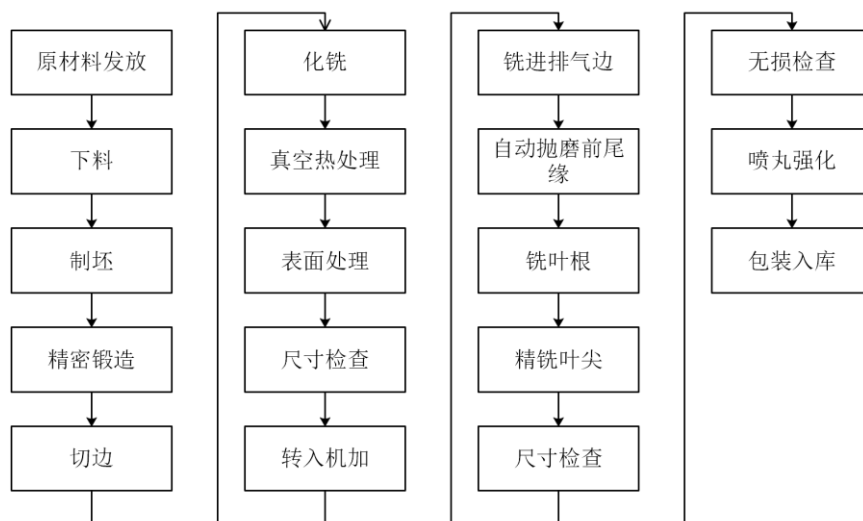 原材料发放
下料
制坯
精密锻造
切边
化铣
真空热处理
表面处理
尺寸检查
转入机加
铣进排气边
自动抛磨前尾
缘
铣叶根
精铣叶尖
尺寸检查
无损检查
喷丸强化
包装入库